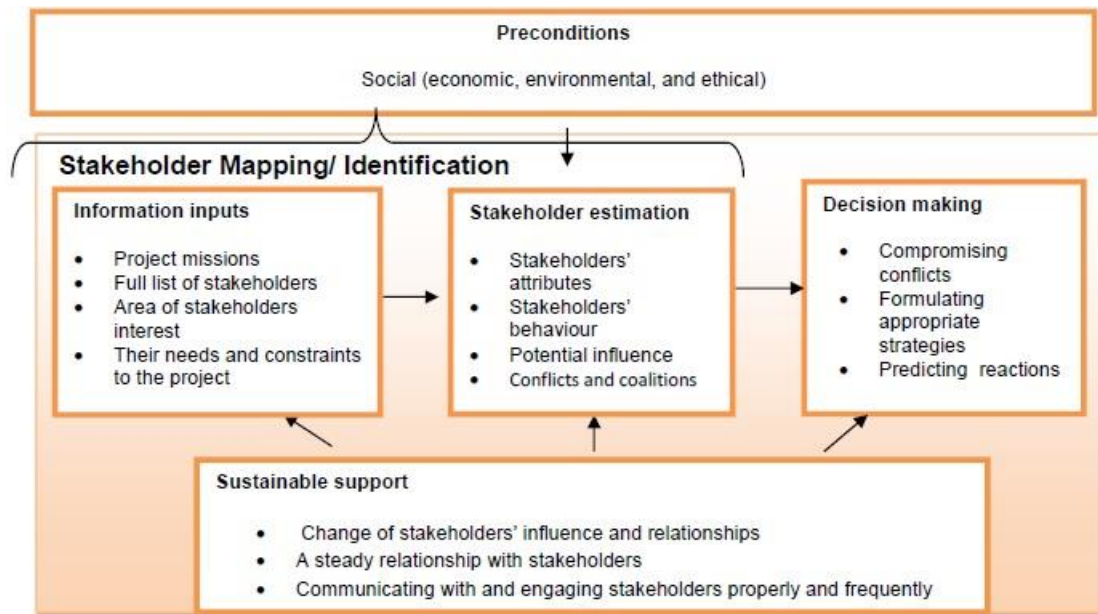 Preconditions
Social (economic, environmental, and ethical)
Stakeholder Mapping/ Identification
Information inputs
• Project missions
• Full list of stakeholders
• Area of stakeholders
interest
• Their needs and constraints
to the project
Stakeholder estimation
• Stakeholders’
attributes
• Stakeholders’
behaviour
• Potential influence
• Conflicts and coalitions
Decision making
• Compromising
conflicts
• Formulating
appropriate
strategies
• Predicting reactions
Sustainable support
• Change of stakeholders’ influence and relationships
• A steady relationship with stakeholders
• Communicating with and engaging stakeholders properly and frequently